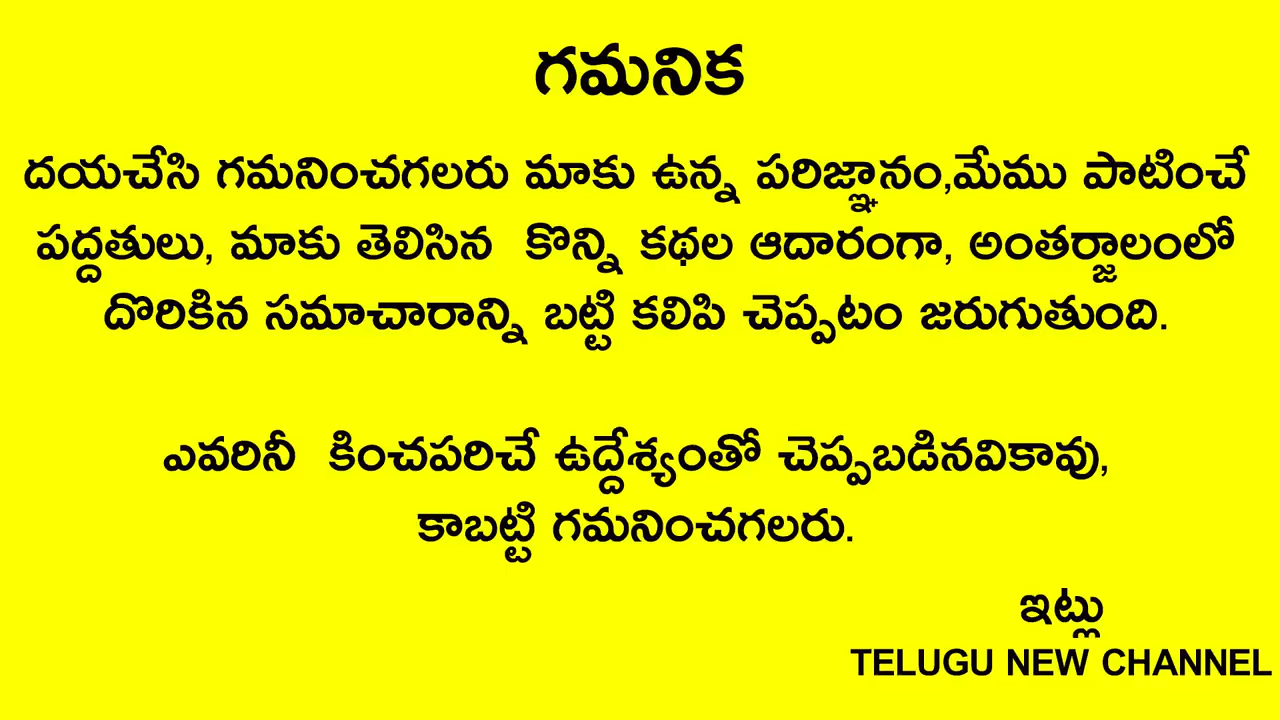 గమనిక
దయచేసి గమనించగలరు మాకు ఉన్న పరిజ్ఞానం,మేము పాటించే
పద్దతులు, మాకు తెలిసిన కొన్ని కథల ఆదారంగా, అంతర్జాలంలో
దొరికిన సమాచారాన్ని బట్టి కలిపి చెప్పటం జరుగుతుంది.
ఎవరినీ కించపరిచే ఉద్దేశ్యంతో చెప్పబడినవికావు,
కాబట్టి గమనించగలరు.
ఇట్లు
TELUGU NEW CHANNEL